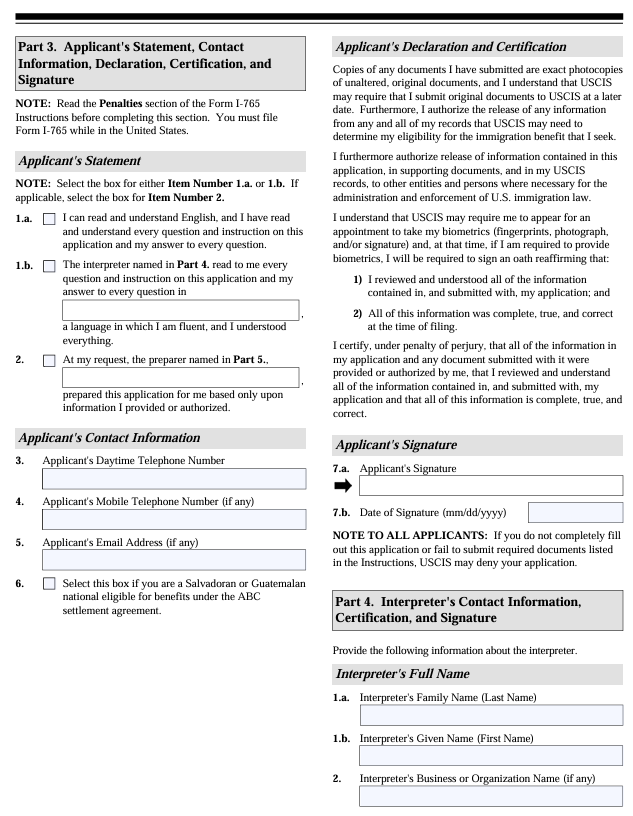 Part 3.  Applicant's Statement, Contact
Information, Declaration, Certification, and
Signature
NOTE:  Read the Penalties section of the Form I-765
Instructions before completing this section.  You must file
Form I-765 while in the United States.
Applicant's Statement
NOTE:  Select the box for either Item Number 1.a. or 1.b.  If
applicable, select the box for Item Number 2.
1.a. I can read and understand English, and I have read
and understand every question and instruction on this
application and my answer to every question.
1.b. The interpreter named in Part 4. read to me every
question and instruction on this application and my
answer to every question in
,
a language in which I am fluent, and I understood
everything.
2. At my request, the preparer named in Part 5.,
,
prepared this application for me based only upon
information I provided or authorized.
Applicant's Contact Information
3. Applicant's Daytime Telephone Number
4. Applicant's Mobile Telephone Number (if any)
5. Applicant's Email Address (if any)
6. Select this box if you are a Salvadoran or Guatemalan
national eligible for benefits under the ABC
settlement agreement.
Applicant's Declaration and Certification
Copies of any documents I have submitted are exact photocopies
of unaltered, original documents, and I understand that USCIS
may require that I submit original documents to USCIS at a later
date.  Furthermore, I authorize the release of any information
from any and all of my records that USCIS may need to
determine my eligibility for the immigration benefit that I seek.
I furthermore authorize release of information contained in this
application, in supporting documents, and in my USCIS
records, to other entities and persons where necessary for the
administration and enforcement of U.S. immigration law.
I understand that USCIS may require me to appear for an
appointment to take my biometrics (fingerprints, photograph,
and/or signature) and, at that time, if I am required to provide
biometrics, I will be required to sign an oath reaffirming that:
1) I reviewed and understood all of the information
contained in, and submitted with, my application; and
2) All of this information was complete, true, and correct
at the time of filing.
I certify, under penalty of perjury, that all of the information in
my application and any document submitted with it were
provided or authorized by me, that I reviewed and understand
all of the information contained in, and submitted with, my
application and that all of this information is complete, true, and
correct.
Applicant's Signature
7.a. Applicant's Signature
7.b. Date of Signature (mm/dd/yyyy)
NOTE TO ALL APPLICANTS:  If you do not completely fill
out this application or fail to submit required documents listed
in the Instructions, USCIS may deny your application.
Part 4.  Interpreter's Contact Information,
Certification, and Signature
Provide the following information about the interpreter.
Interpreter's Full Name
1.a. Interpreter's Family Name (Last Name)
1.b. Interpreter's Given Name (First Name)
2. Interpreter's Business or Organization Name (if any)